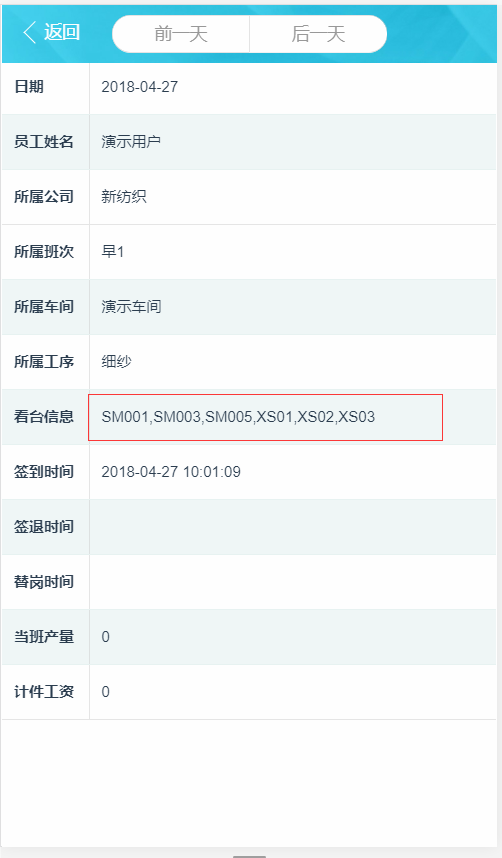 返回 前一天 后一天
日期 2018-04-27
员工姓名 演示用户
所属公司 新纺织
所属班次 早1
所属车间 演示车间
所属工序 细纱
看台信息 SM001,SM003,SM005,XS01,XS02,XS03
签到时间 2018-04-27 10:01:09
签退时间
替岗时间
当班产量 0
计件工资 0